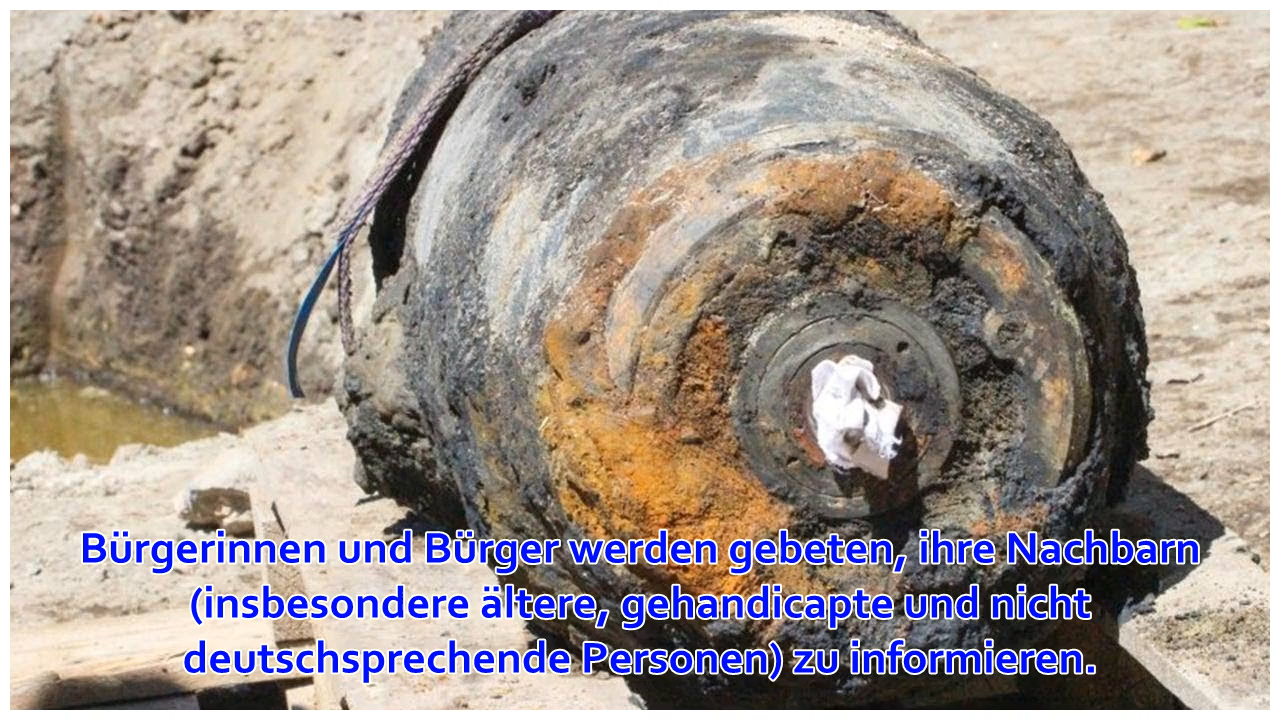 Bürgerinnen und Bürger werden gebeten, ihre Nachbarn
(insbesondere ältere, gehandicapte und nicht
deutschsprechende Personen) zu informieren.